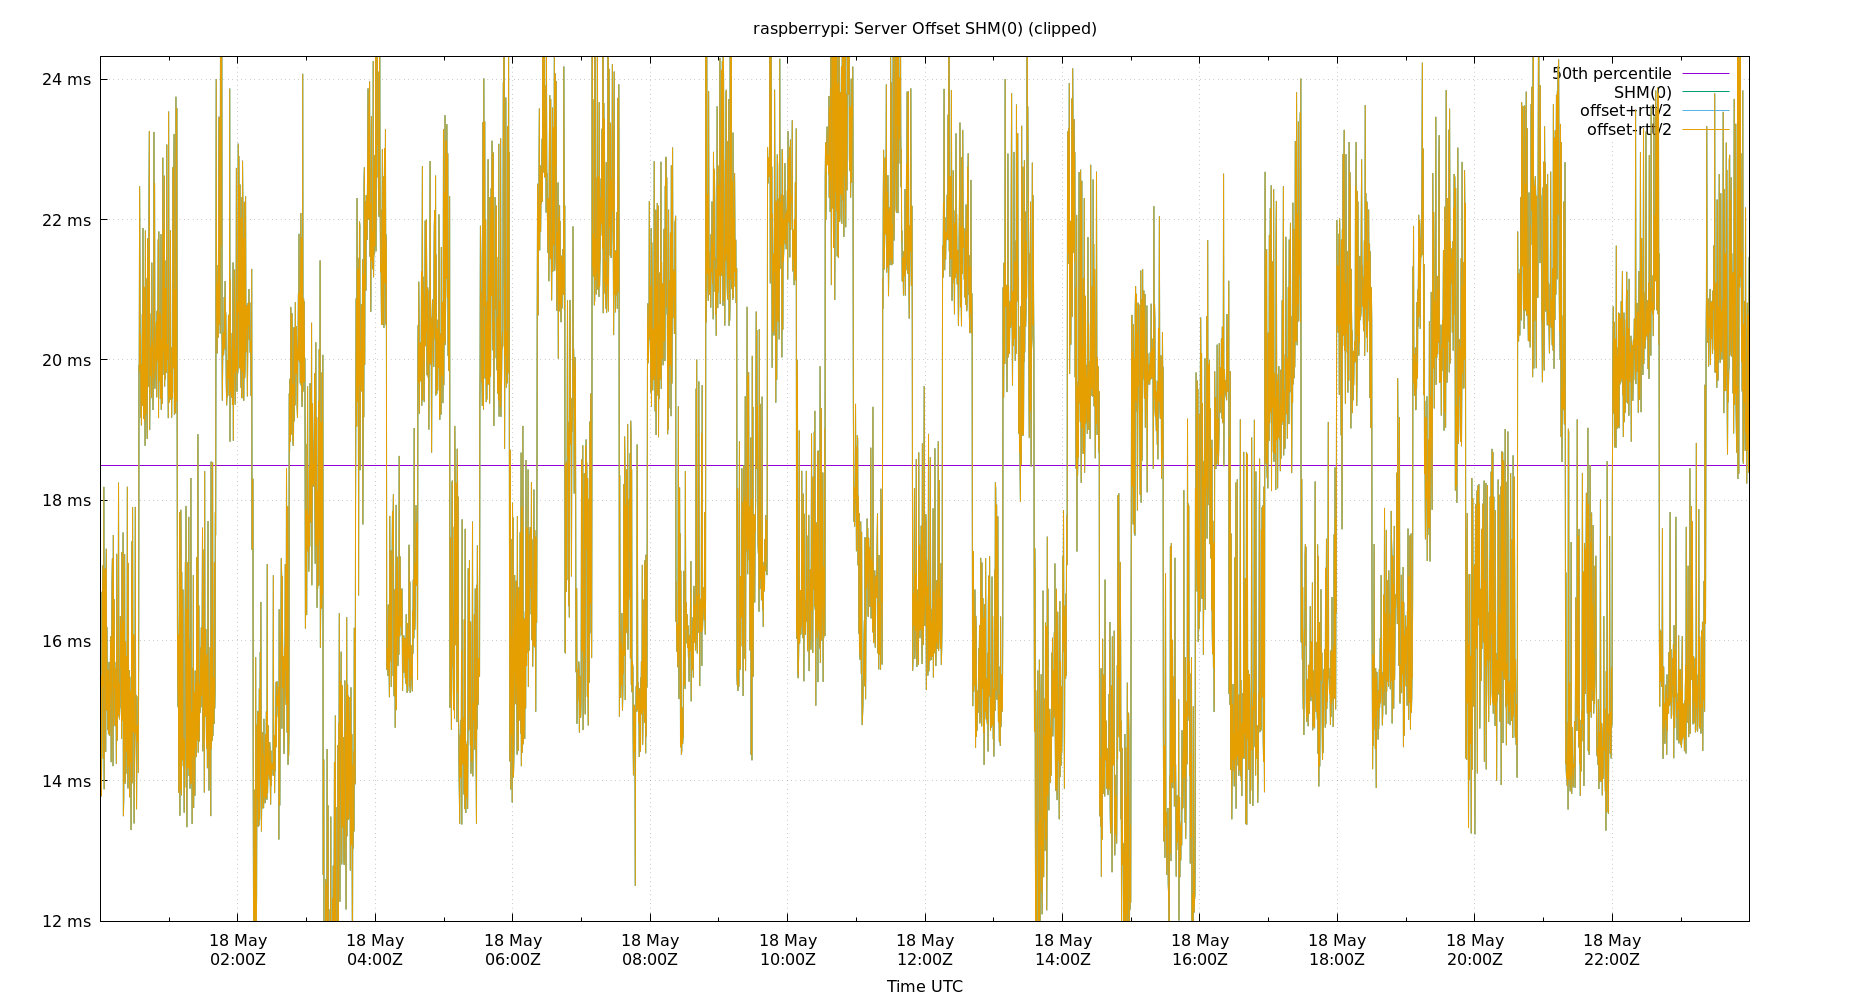 raspberrypi: Server Offset SHM(0) (clipped)
24 ms
22 ms
20 ms
18 ms
16 ms
14 ms
12 ms
50th percentile
SHM(0)
offset+rtt/2
offset-rtt/2
18 May 18 May 18 May 18 May 18 May 18 May 18 May 18 May 18 May 18 May 18 May
02:00Z 04:00Z 06:00Z 08:00Z 10:00Z 12:00Z 14:00Z 16:00Z 18:00Z 20:00Z 22:00Z
Time UTC